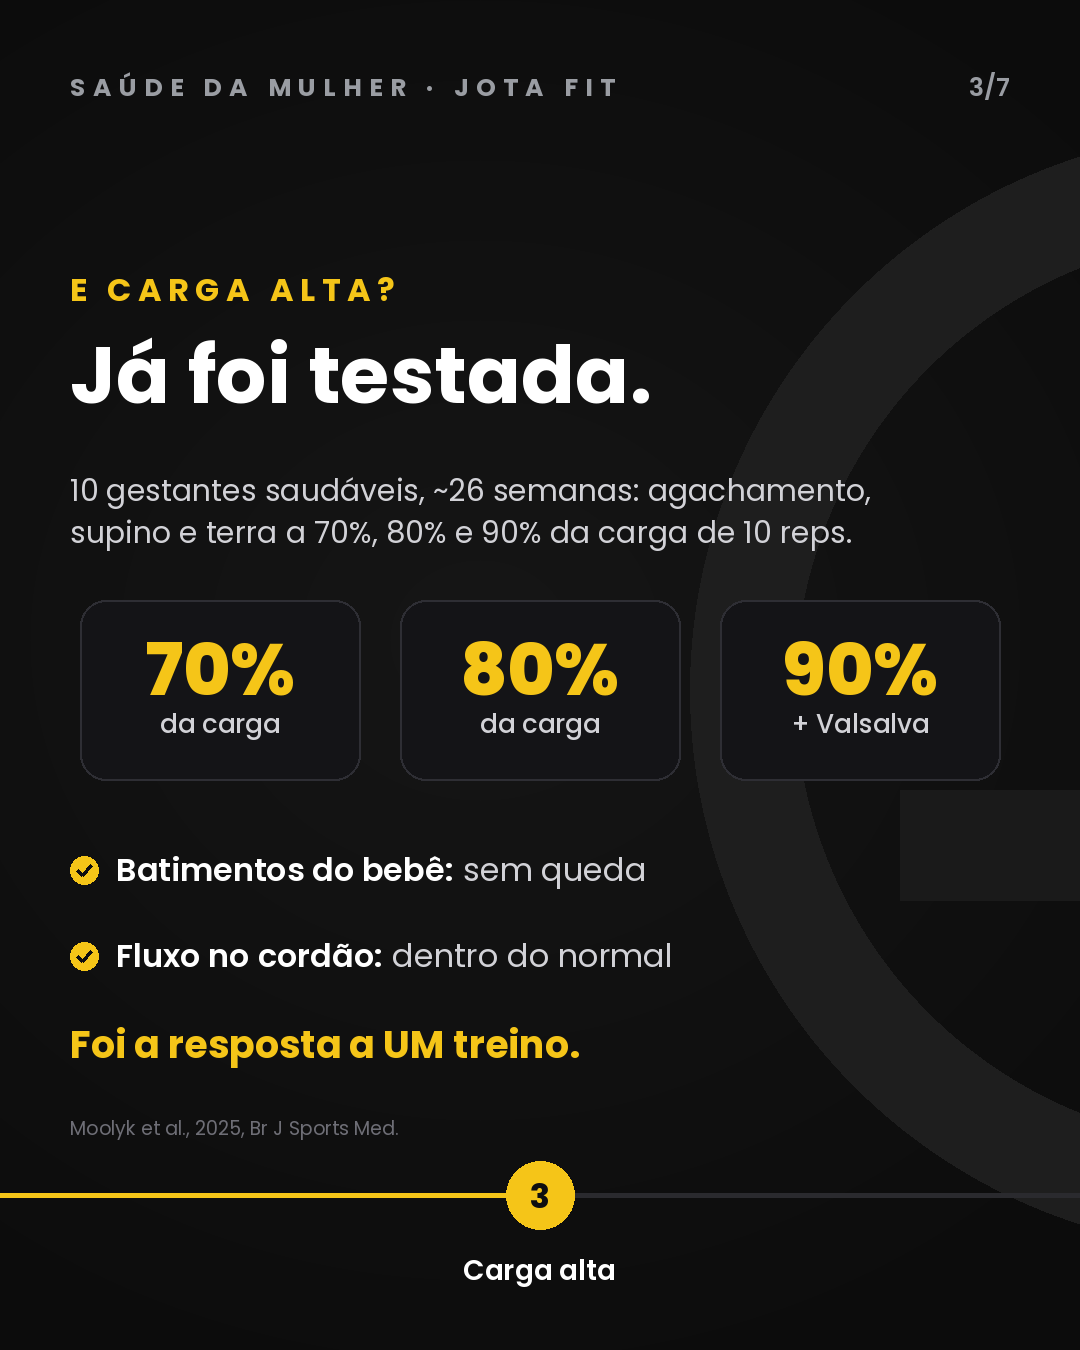 SAÚDE DA MULHER · JOTA FIT
3/7
E CARGA ALTA?
Já foi testada.
10 gestantes saudáveis, ~26 semanas: agachamento,
supino e terra a 70%, 80% e 90% da carga de 10 reps.
70%
da carga
80%
da carga
90%
+ Valsalva
Batimentos do bebê: sem queda
Fluxo no cordão: dentro do normal
Foi a resposta a UM treino.
Moolyk et al., 2025, Br J Sports Med.
3
Carga alta